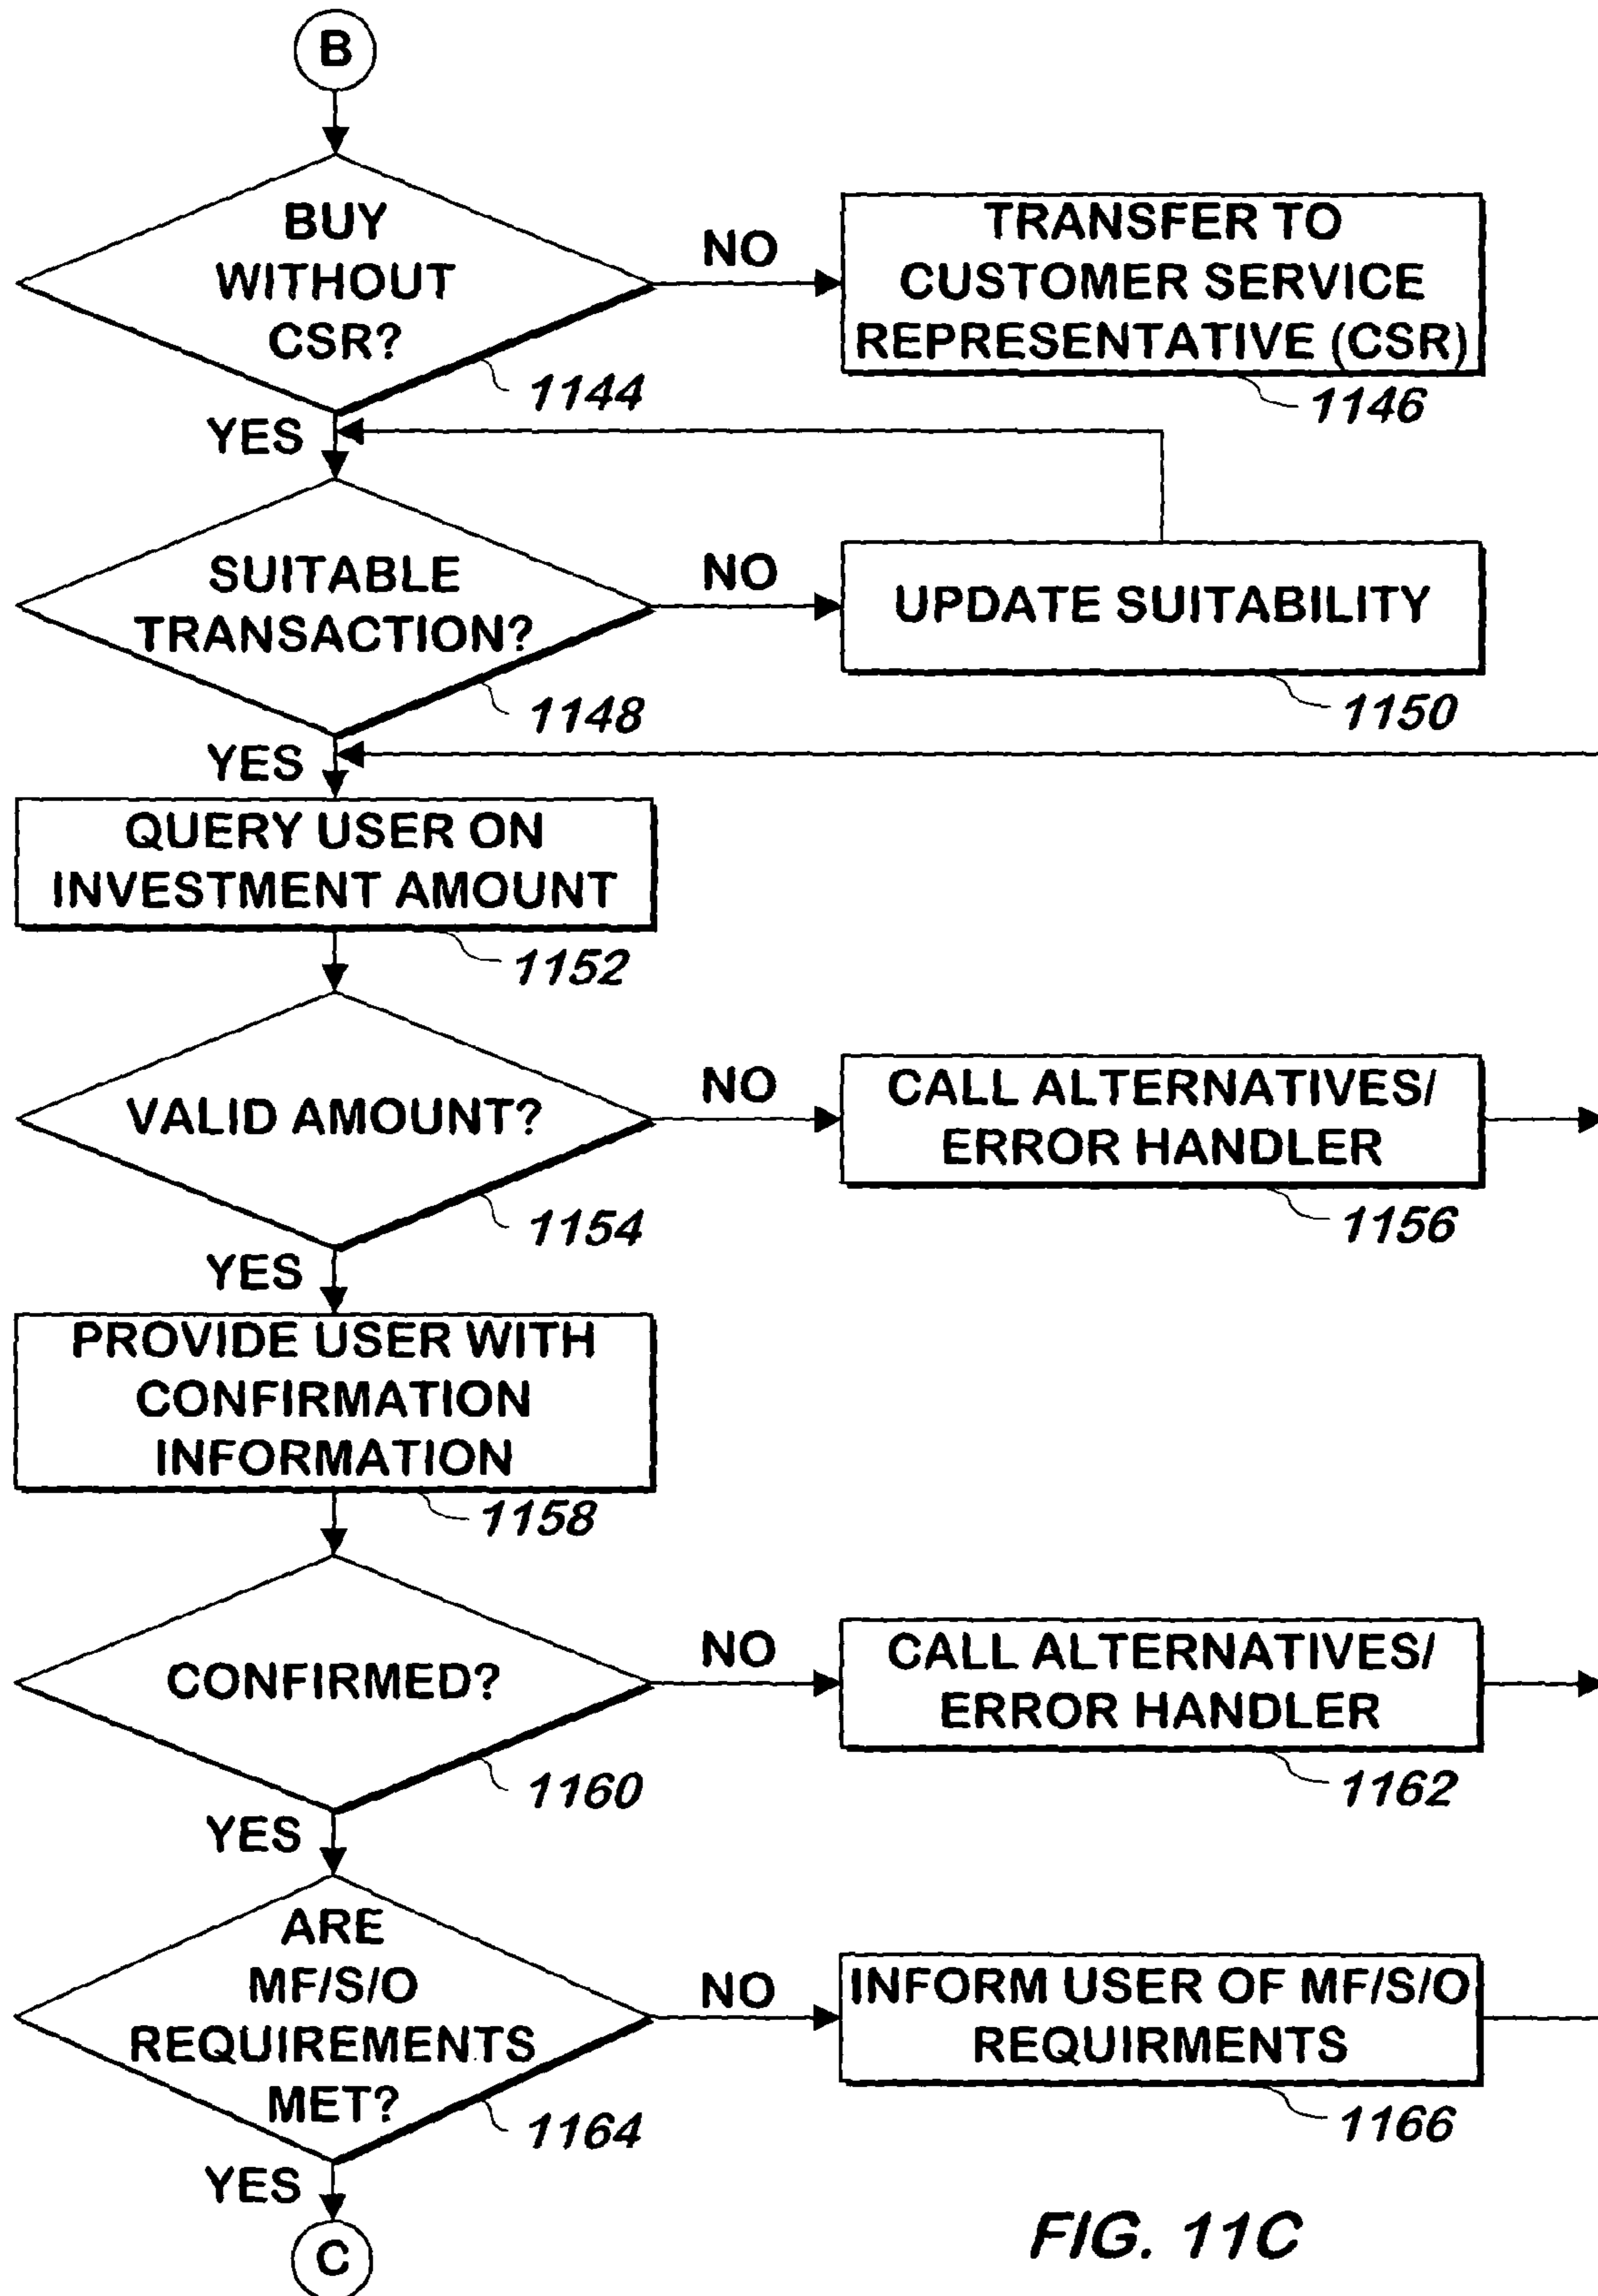 B
BUY
WITHOUT
CSR?
NO
TRANSFER TO
CUSTOMER SERVICE
REPRESENTATIVE (CSR)
1144
1146
YES
SUITABLE
TRANSACTION?
NO
UPDATE SUITABILITY
1148
1150
YES
QUERY USER ON
INVESTMENT AMOUNT
1152
VALID AMOUNT?
NO
CALL ALTERNATIVES/
ERROR HANDLER
1154
1156
YES
PROVIDE USER WITH
CONFIRMATION
INFORMATION
1158
CONFIRMED?
NO
CALL ALTERNATIVES/
ERROR HANDLER
1160
1162
YES
ARE
MF/S/O
REQUIREMENTS
MET?
NO
INFORM USER OF MF/S/O
REQUIRMENTS
1164
1166
YES
C
FIG. 11C